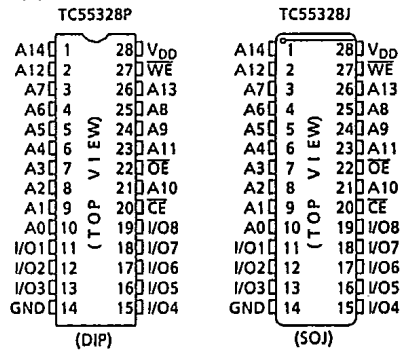 TC55328P
A14 1 28 VDD
A12 2 27 WE
A7 3 26 A13
A6 4 25 A8
A5 5 24 A9
A4 6 23 A11
A3 7 22 OE
A2 8 21 A10
A1 9 20 CE
A0 10 19 I/O8
I/O1 11 18 I/O7
I/O2 12 17 I/O6
I/O3 13 16 I/O5
GND 14 15 I/O4
(TOP VIEW)
(DIP)
TC55328J
A14 1 28 VDD
A12 2 27 WE
A7 3 26 A13
A6 4 25 A8
A5 5 24 A9
A4 6 23 A11
A3 7 22 OE
A2 8 21 A10
A1 9 20 CE
A0 10 19 I/O8
I/O1 11 18 I/O7
I/O2 12 17 I/O6
I/O3 13 16 I/O5
GND 14 15 I/O4
(TOP VIEW)
(SOJ)